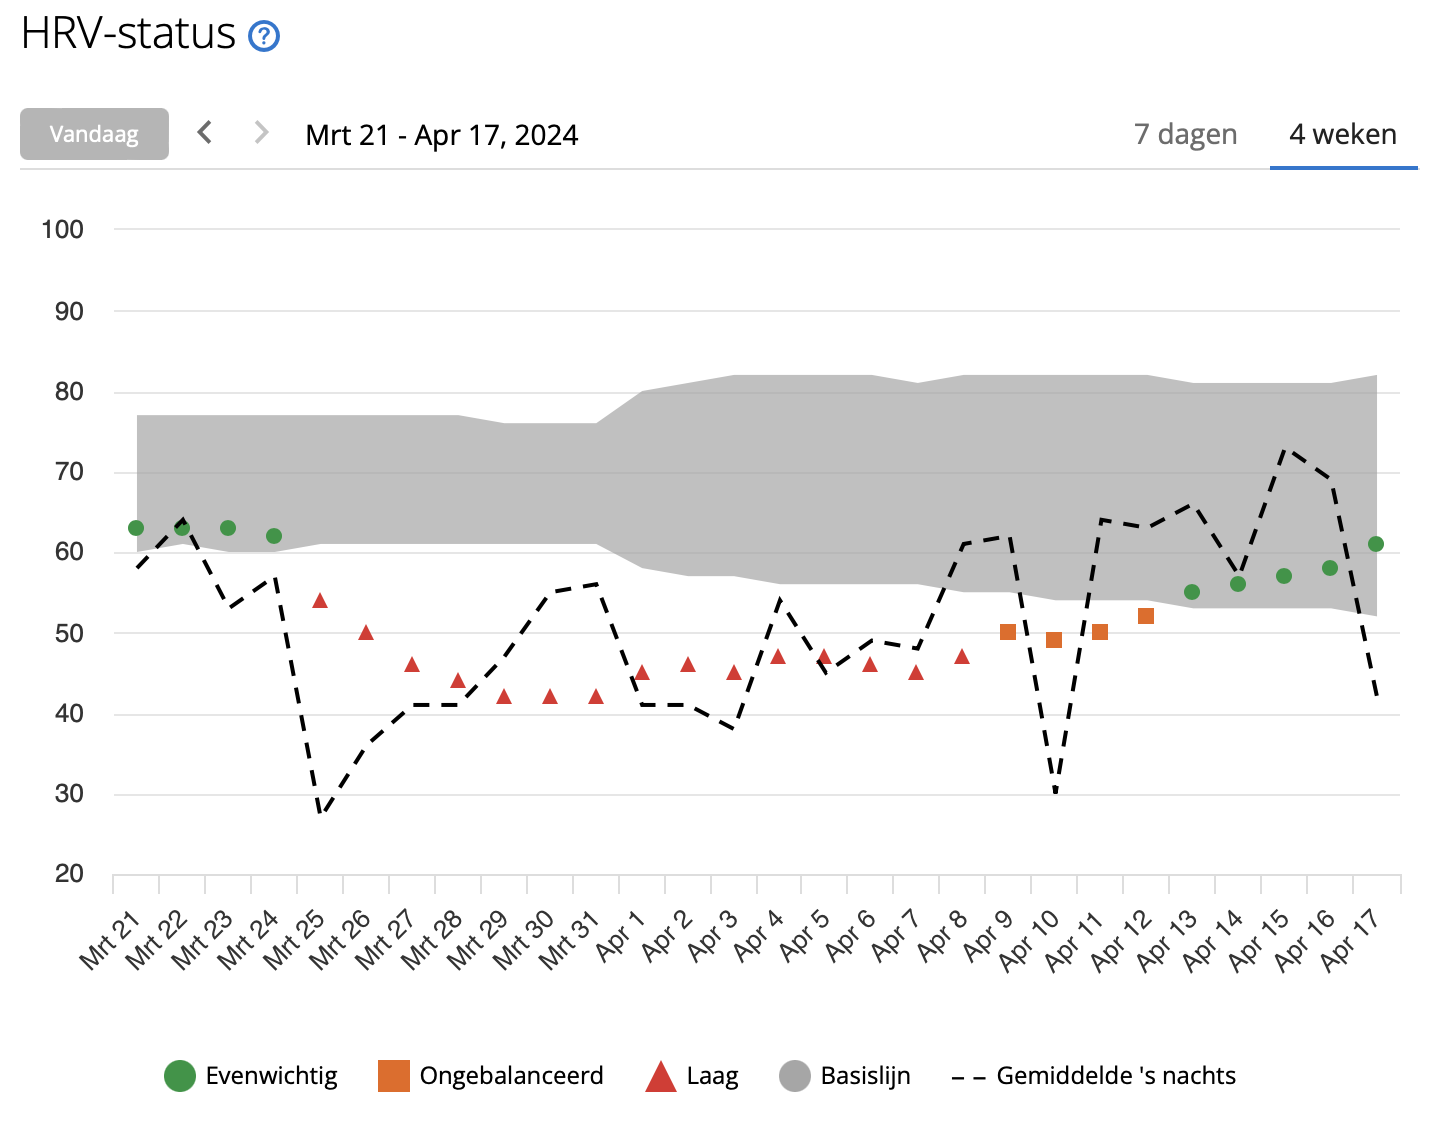 HRV-status ?
Vandaag
Mrt 21 - Apr 17, 2024
7 dagen
4 weken
100
90
80
70
60
50
40
30
20
Mrt 21
Mrt 22
Mrt 23
Mrt 24
Mrt 25
Mrt 26
Mrt 27
Mrt 28
Mrt 29
Mrt 30
Mrt 31
Apr 1
Apr 2
Apr 3
Apr 4
Apr 5
Apr 6
Apr 7
Apr 8
Apr 9
Apr 10
Apr 11
Apr 12
Apr 13
Apr 14
Apr 15
Apr 16
Apr 17
Evenwichtig
Ongebalanceerd
Laag
Basislijn
Gemiddelde 's nachts